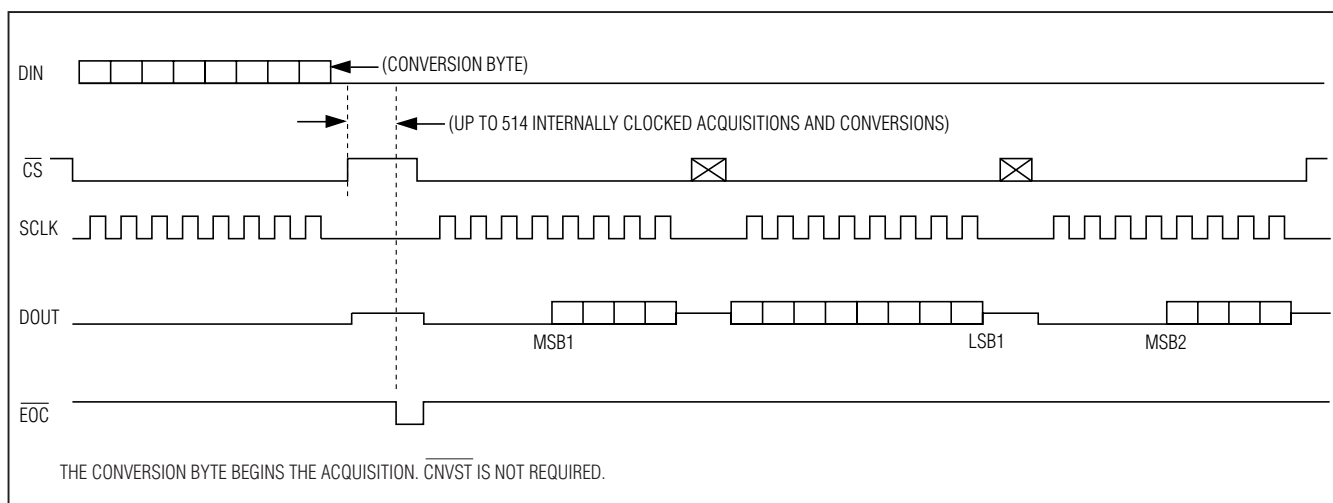 DIN
(CONVERSION BYTE)
(UP TO 514 INTERNALLY CLOCKED ACQUISITIONS AND CONVERSIONS)
CS
SCLK
DOUT
MSB1
LSB1
MSB2
EOC
THE CONVERSION BYTE BEGINS THE ACQUISITION. CNVST IS NOT REQUIRED.